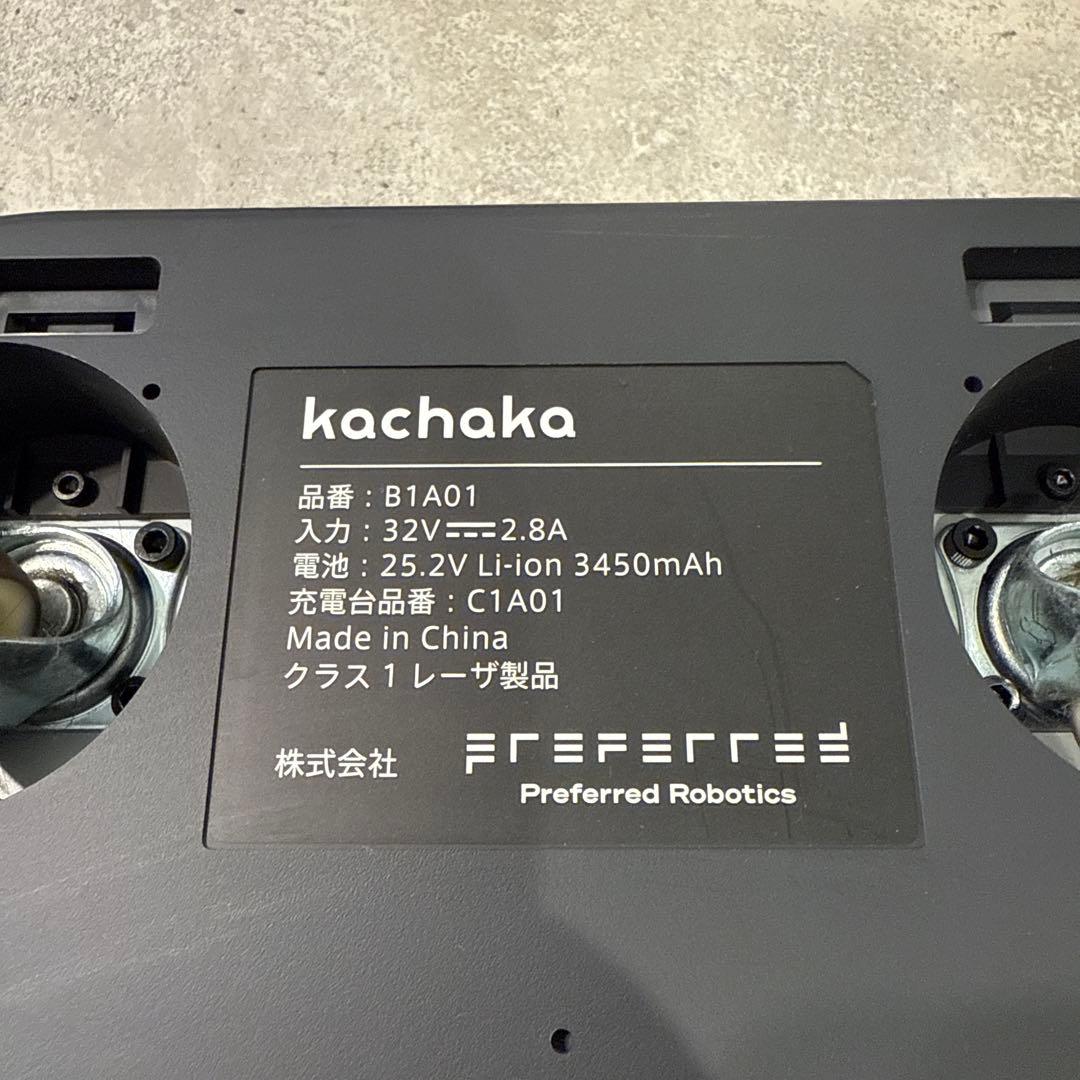 kachaka
品番：B1A01
入力：32V⎓2.8A
電池：25.2V Li-ion 3450mAh
充電台品番：C1A01
Made in China
クラス1レーザ製品
株式会社 PREFERRED
Preferred Robotics